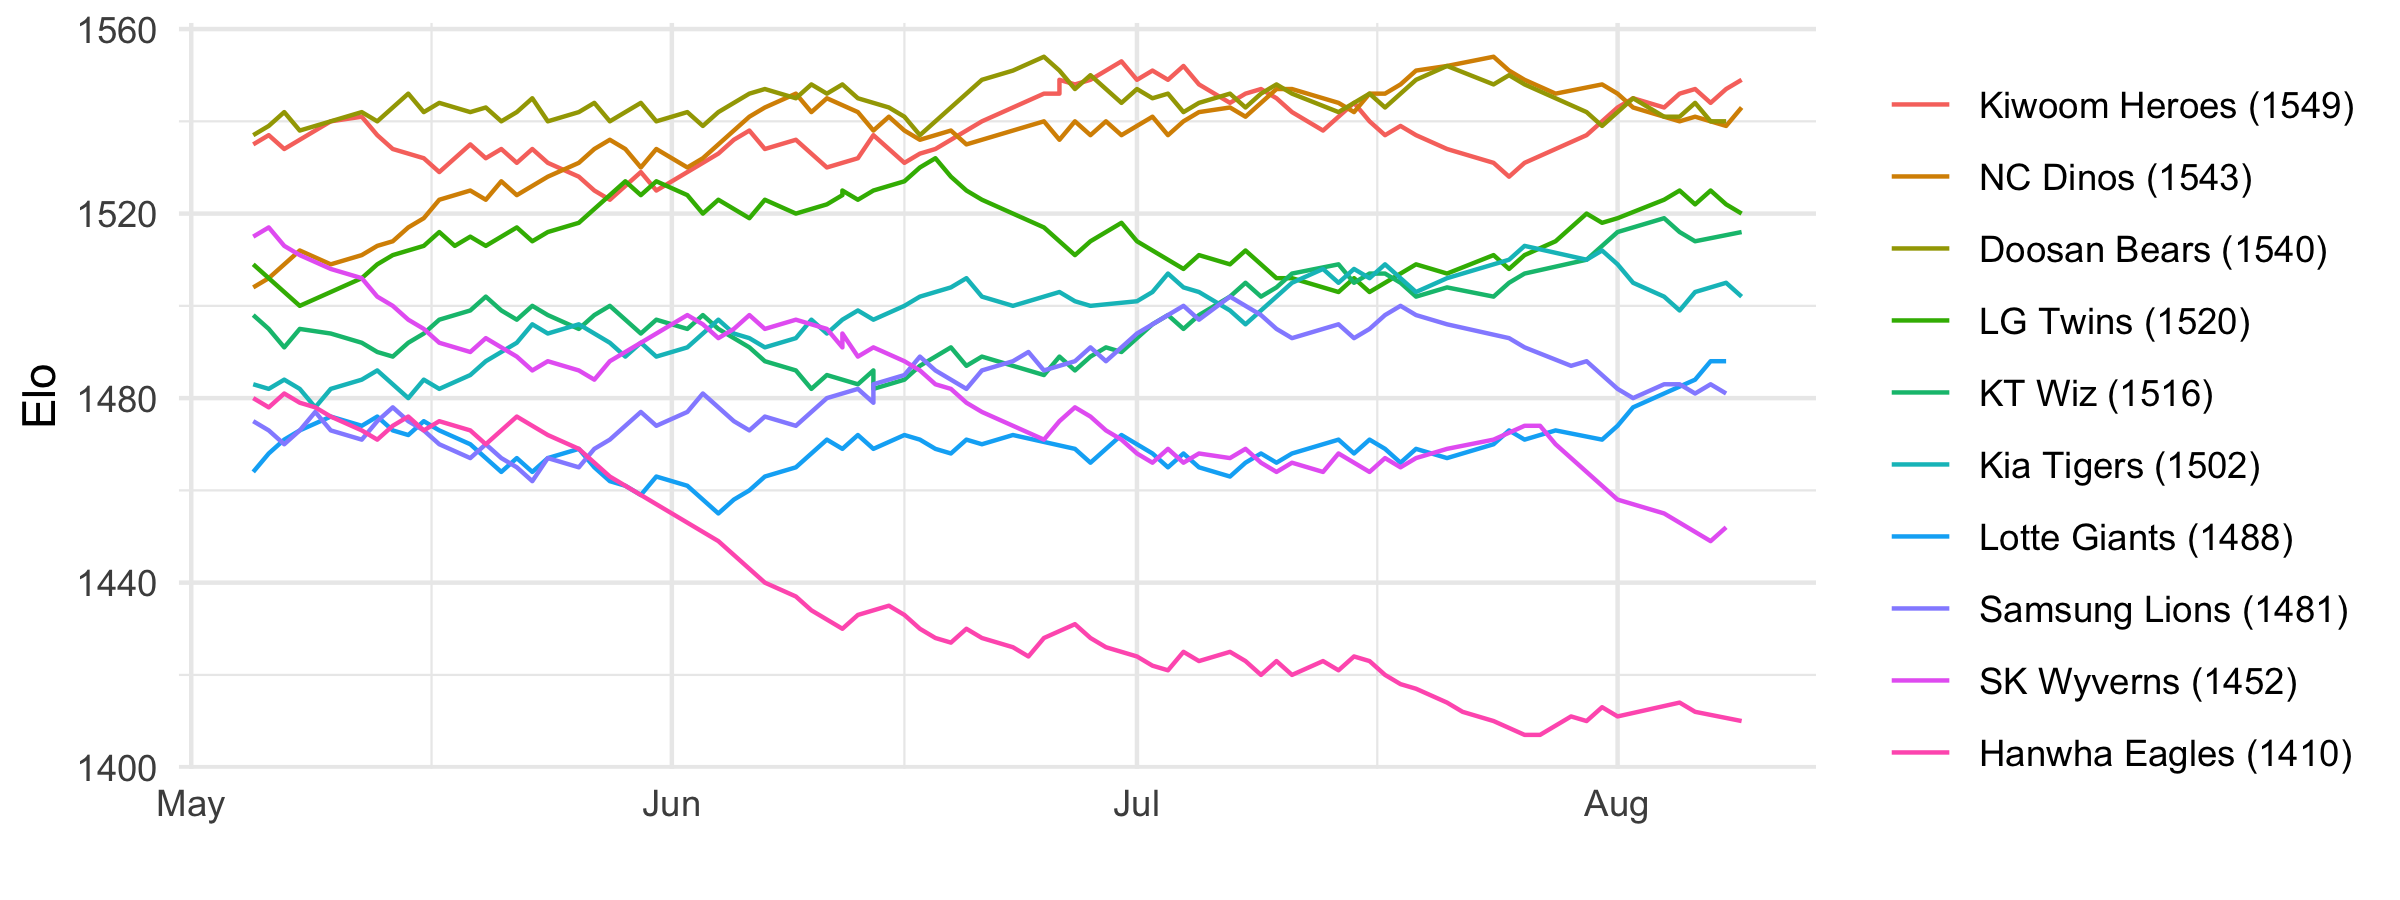 Elo
1560
1520
1480
1440
1400
May
Jun
Jul
Aug
Kiwoom Heroes (1549)
NC Dinos (1543)
Doosan Bears (1540)
LG Twins (1520)
KT Wiz (1516)
Kia Tigers (1502)
Lotte Giants (1488)
Samsung Lions (1481)
SK Wyverns (1452)
Hanwha Eagles (1410)